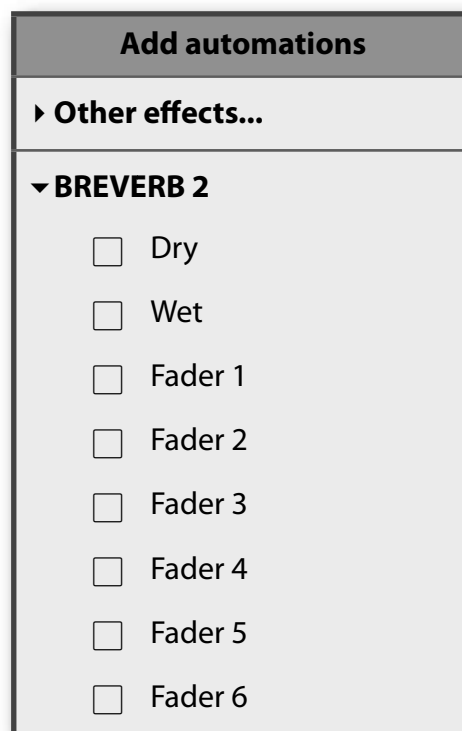 Add automations
Other effects...
BREVERB 2
Dry
Wet
Fader 1
Fader 2
Fader 3
Fader 4
Fader 5
Fader 6